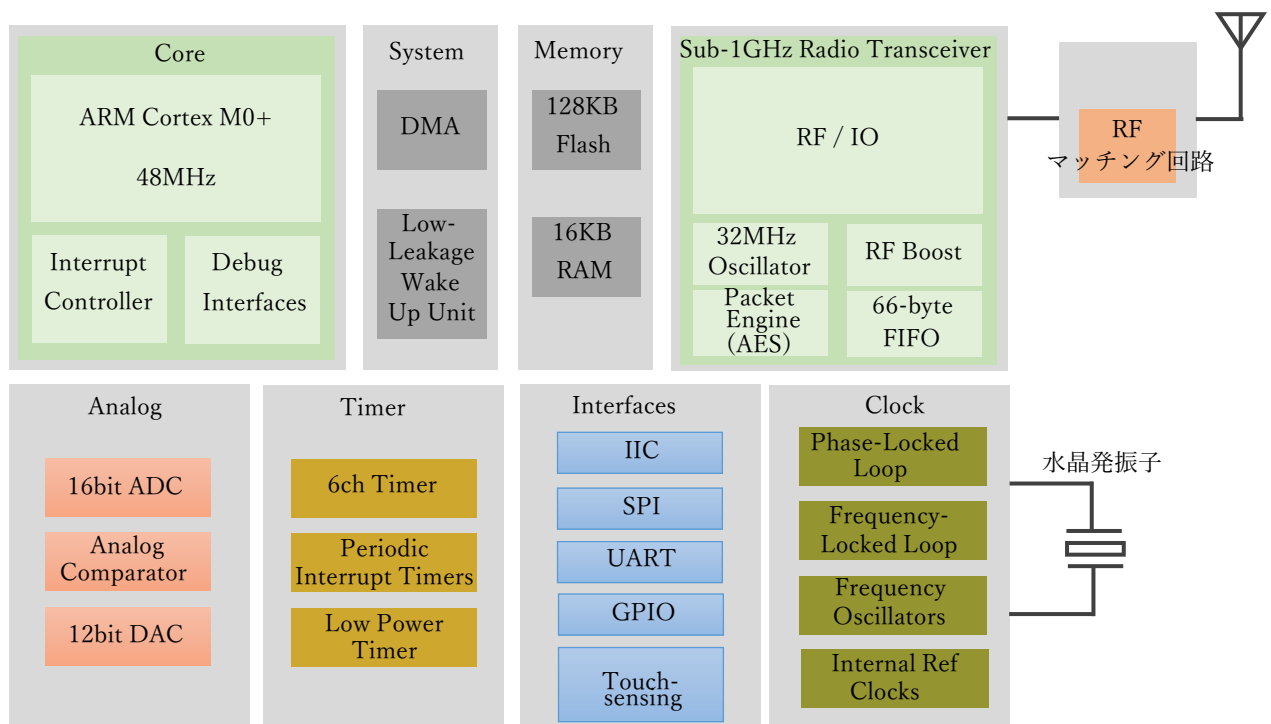 Core
ARM Cortex M0+
48MHz
Interrupt
Controller
Debug
Interfaces
System
DMA
Low-
Leakage
Wake
Up Unit
Memory
128KB
Flash
16KB
RAM
Sub-1GHz Radio Transceiver
RF / IO
32MHz
Oscillator
RF Boost
Packet
Engine
(AES)
66-byte
FIFO
RF
マッチング回路
Analog
16bit ADC
Analog
Comparator
12bit DAC
Timer
6ch Timer
Periodic
Interrupt Timers
Low Power
Timer
Interfaces
IIC
SPI
UART
GPIO
Touch-
sensing
Clock
Phase-Locked
Loop
Frequency-
Locked Loop
Frequency
Oscillators
Internal Ref
Clocks
水晶発振子